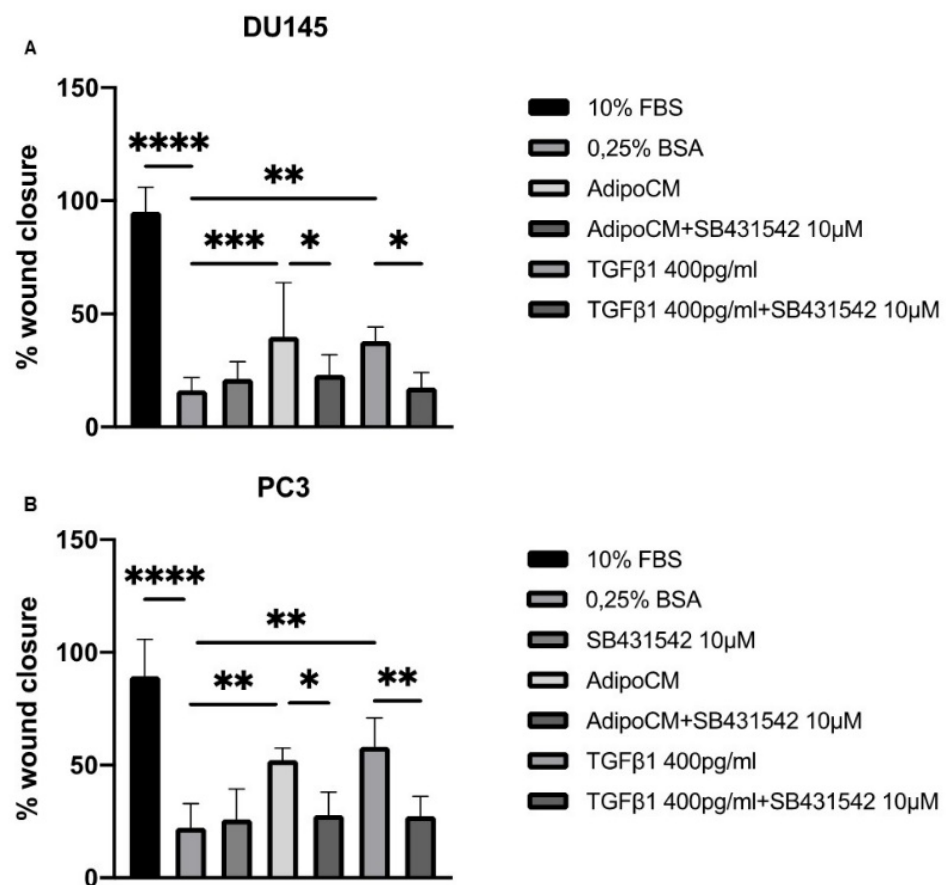 A
DU145
150
100
50
0
% wound closure
****
**
***
*
*
10% FBS
0,25% BSA
AdipoCM
AdipoCM+SB431542 10μM
TGFβ1 400pg/ml
TGFβ1 400pg/ml+SB431542 10μM
B
PC3
150
100
50
0
% wound closure
****
**
**
*
**
10% FBS
0,25% BSA
SB431542 10μM
AdipoCM
AdipoCM+SB431542 10μM
TGFβ1 400pg/ml
TGFβ1 400pg/ml+SB431542 10μM